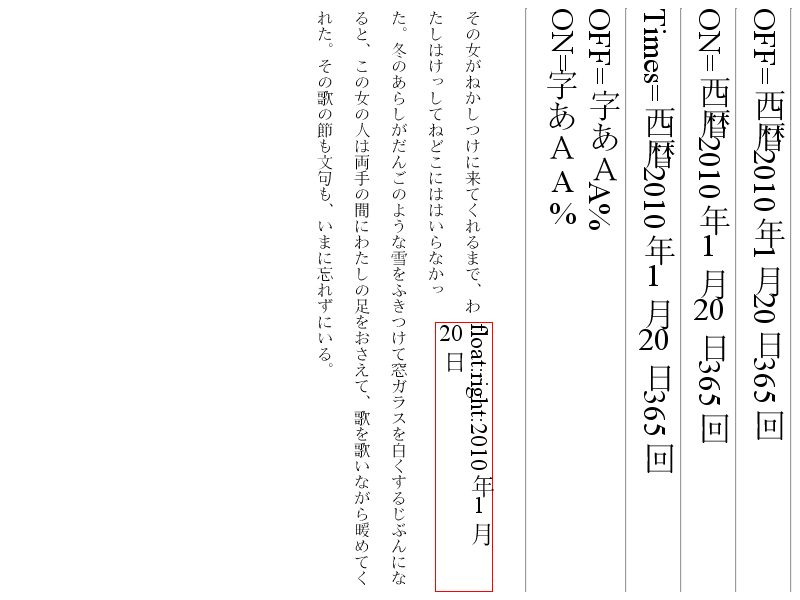 OFF=西暦2010年1月20日365回
ON=西暦2010年1月20日365回
Times=西暦2010年1月20日365回
OFF=字あＡA%
ON=字あＡA%
その女がねかしつけに来てくれるまで、わ
たしはけっしてねどこにははいらなかっ
た。冬のあらしがだんごのような雪をふきつけて窓ガラスを白くするじぶんにな
ると、この女の人は両手の間にわたしの足をおさえて、歌を歌いながら暖めてく
れた。その歌の節も文句も、いまに忘れずにいる。
float:right:2010年1月
20日